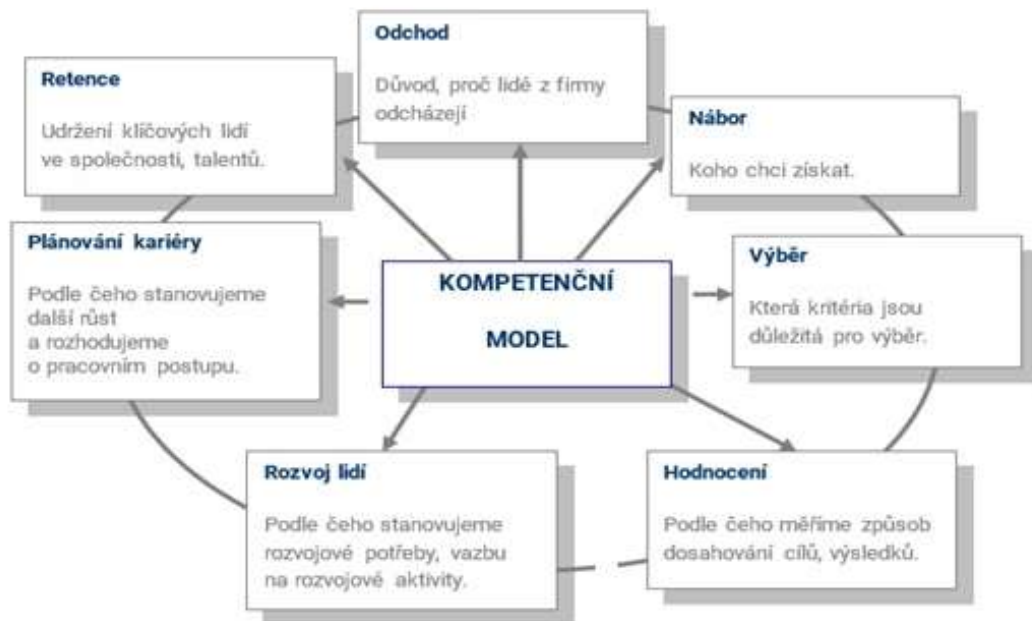 Odchod
Důvod, proč lidé z firmy
odcházejí
Retence
Udržení klíčových lidí
ve společnosti, talentů.
Nábor
Koho chci získat.
Plánování kariéry
Podle čeho stanovujeme
další růst
a rozhodujeme
o pracovním postupu.
KOMPETENČNÍ
MODEL
Výběr
Která kritéria jsou
důležitá pro výběr.
Rozvoj lidí
Podle čeho stanovujeme
rozvojové potřeby, vazbu
na rozvojové aktivity.
Hodnocení
Podle čeho měříme způsob
dosahování cílů, výsledků.